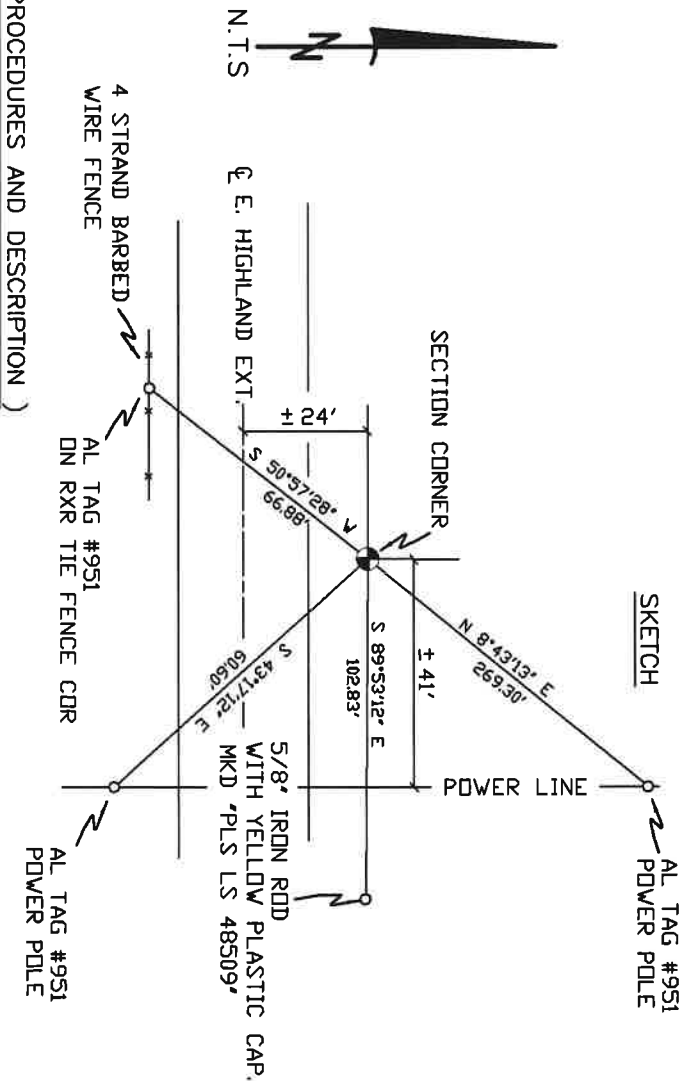 SKETCH
N.T.S
AL TAG #951
POWER POLE
N 8°43'13" E
269.30'
SECTION CORNER
± 41'
POWER LINE
S 89°53'12" E
102.83'
± 24'
℄ E. HIGHLAND EXT.
S 50°57'28" W
66.88'
S 43°17'12" E
60.60'
5/8" IRON ROD
WITH YELLOW PLASTIC CAP.
MKD "PLS LS 48509"
4 STRAND BARBED
WIRE FENCE
AL TAG #951
ON RXR TIE FENCE COR
AL TAG #951
POWER POLE
PROCEDURES AND DESCRIPTION )